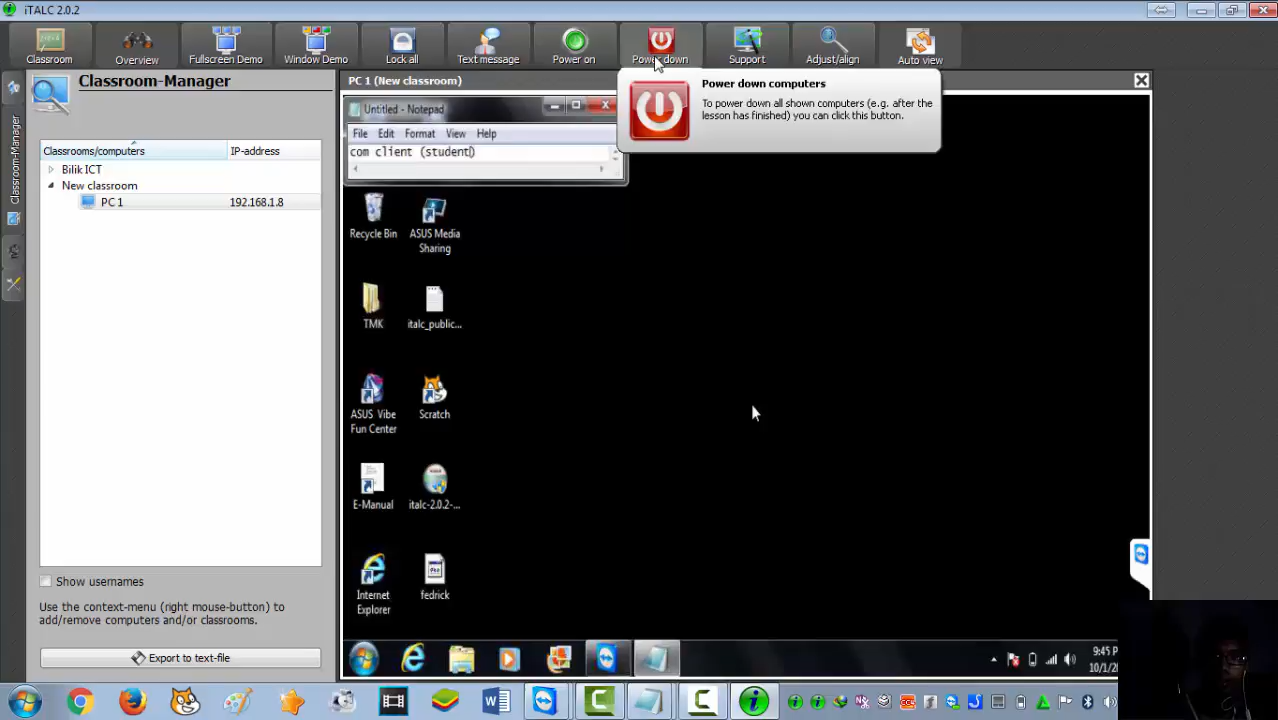 iTALC 2.0.2
Classroom
Overview
Fullscreen Demo
Window Demo
Lock all
Text message
Power on
Power down
Support
Adjust/align
Auto view
Classroom-Manager
Classroom-Manager
Classrooms/computers
IP-address
Bilik ICT
New classroom
PC 1
192.168.1.8
Show usernames
Use the context-menu (right mouse-button) to
add/remove computers and/or classrooms.
Export to text-file
PC 1 (New classroom)
Power down computers
To power down all shown computers (e.g. after the
lesson has finished) you can click this button.
Untitled - Notepad
File Edit Format View Help
com client (student)
Recycle Bin
ASUS Media
Sharing
TMK
italc_public...
ASUS Vibe
Fun Center
Scratch
E-Manual
italc-2.0.2-...
Internet
Explorer
fedrick
9:45 P
10/1/20